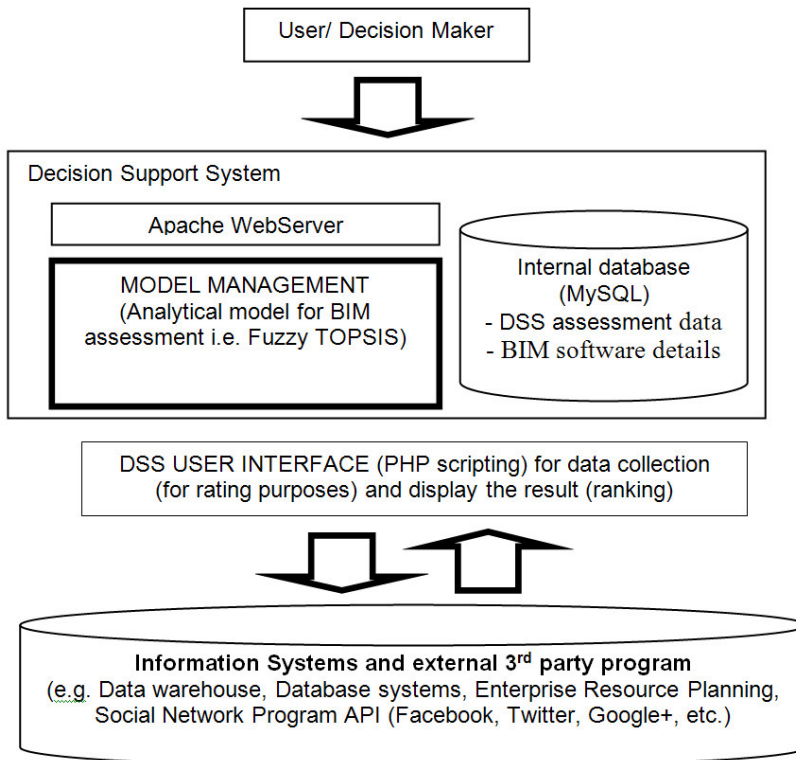 User/ Decision Maker
Decision Support System
Apache WebServer
MODEL MANAGEMENT
(Analytical model for BIM
assessment i.e. Fuzzy TOPSIS)
Internal database
(MySQL)
- DSS assessment data
- BIM software details
DSS USER INTERFACE (PHP scripting) for data collection
(for rating purposes) and display the result (ranking)
Information Systems and external 3rd party program
(e.g. Data warehouse, Database systems, Enterprise Resource Planning,
Social Network Program API (Facebook, Twitter, Google+, etc.)